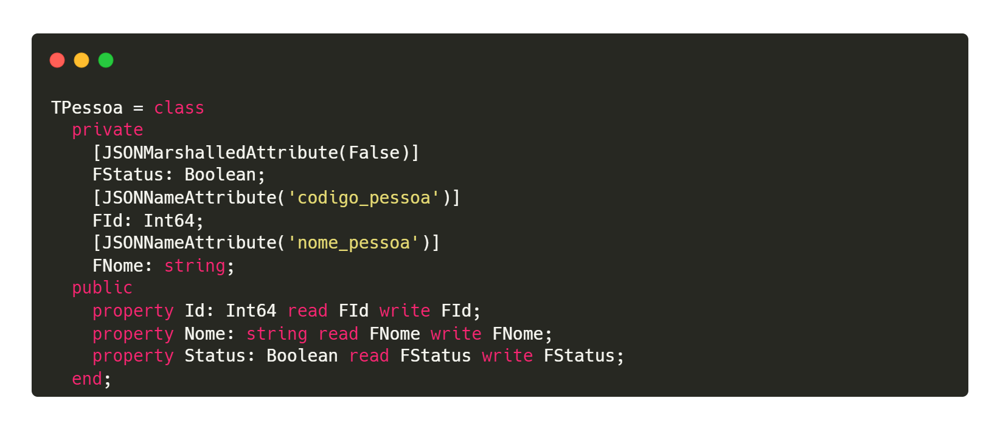 TPessoa = class
  private
    [JSONMarshalledAttribute(False)]
    FStatus: Boolean;
    [JSONNameAttribute('codigo_pessoa')]
    FId: Int64;
    [JSONNameAttribute('nome_pessoa')]
    FNome: string;
  public
    property Id: Int64 read FId write FId;
    property Nome: string read FNome write FNome;
    property Status: Boolean read FStatus write FStatus;
  end;